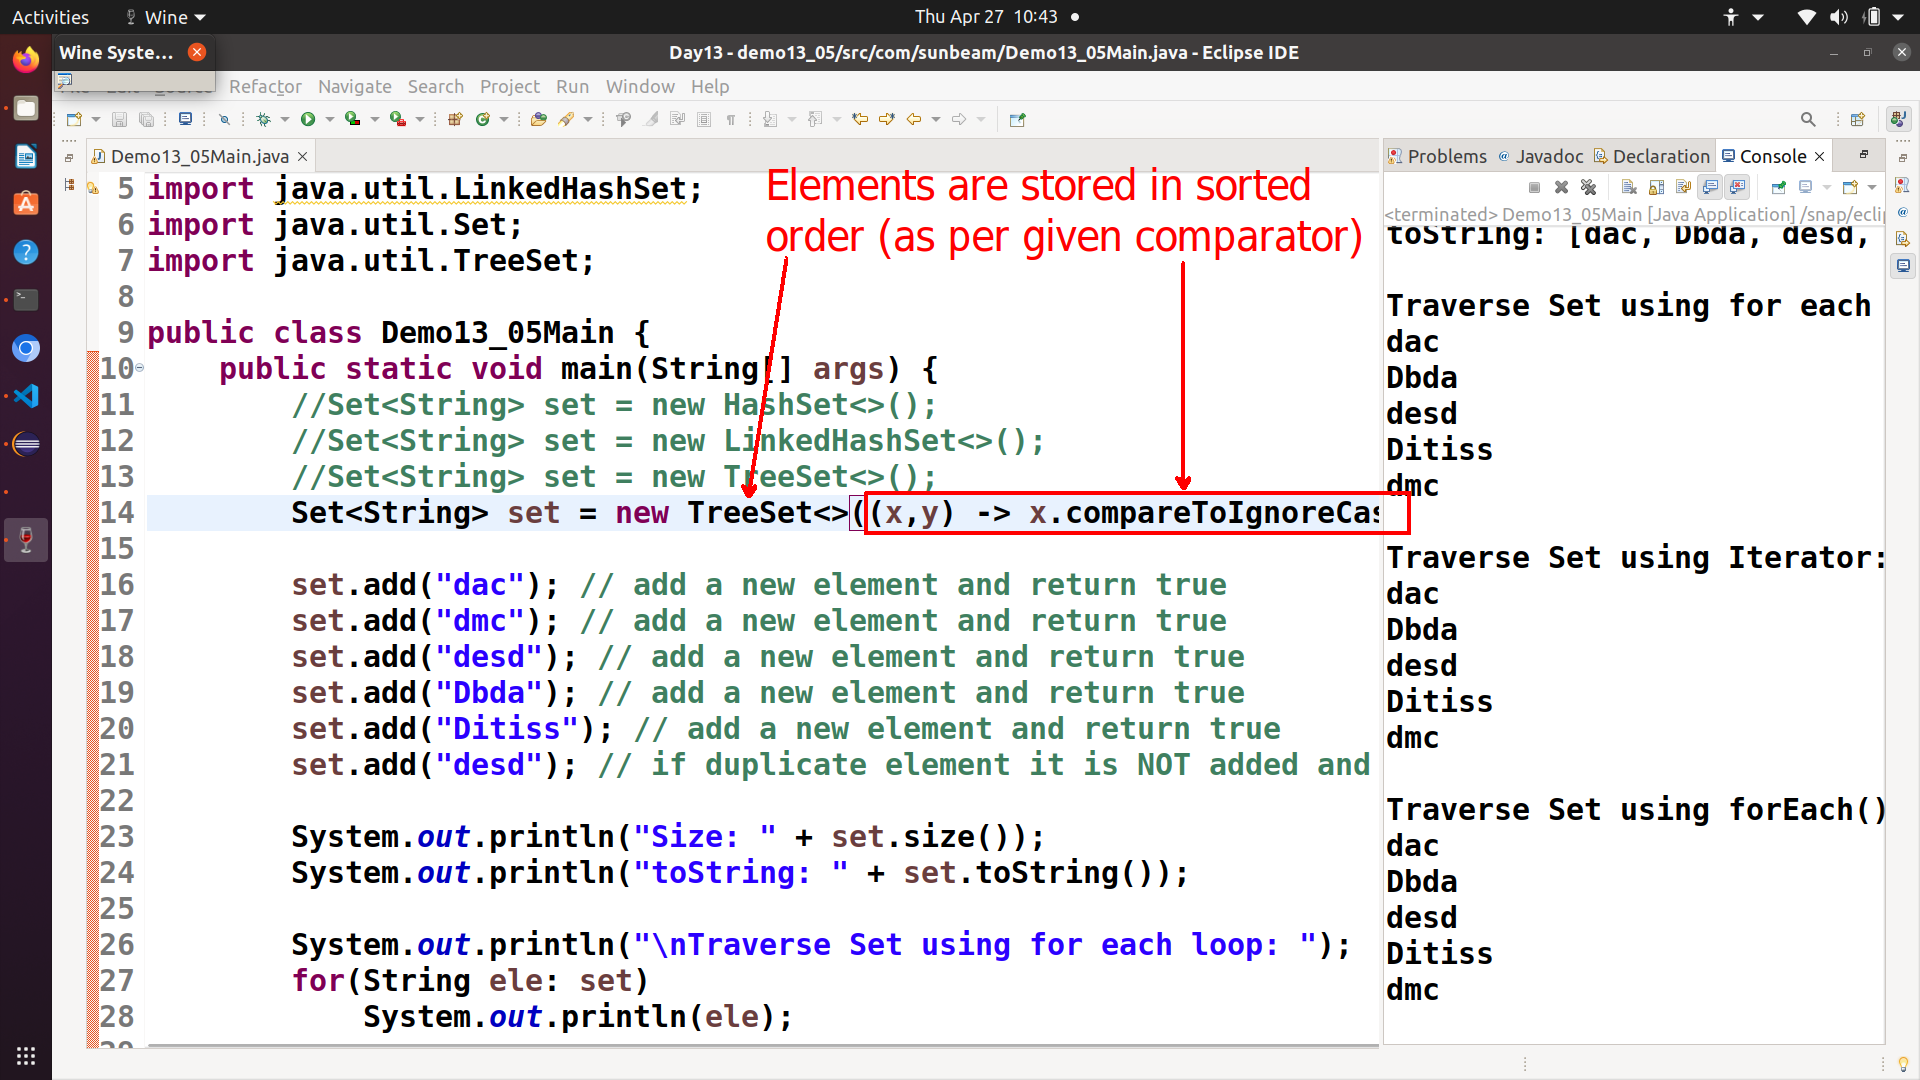 Activities
Wine
Thu Apr 27 10:43
Wine Syste...
Day13 - demo13_05/src/com/sunbeam/Demo13_05Main.java - Eclipse IDE
Refactor Navigate Search Project Run Window Help
Demo13_05Main.java
5 import java.util.LinkedHashSet;
6 import java.util.Set;
7 import java.util.TreeSet;
8
9 public class Demo13_05Main {
10 public static void main(String[] args) {
11 //Set<String> set = new HashSet<>();
12 //Set<String> set = new LinkedHashSet<>();
13 //Set<String> set = new TreeSet<>();
14 Set<String> set = new TreeSet<>((x,y) -> x.compareToIgnoreCas
15
16 set.add("dac"); // add a new element and return true
17 set.add("dmc"); // add a new element and return true
18 set.add("desd"); // add a new element and return true
19 set.add("Dbda"); // add a new element and return true
20 set.add("Ditiss"); // add a new element and return true
21 set.add("desd"); // if duplicate element it is NOT added and
22
23 System.out.println("Size: " + set.size());
24 System.out.println("toString: " + set.toString());
25
26 System.out.println("\nTraverse Set using for each loop: ");
27 for(String ele: set)
28 System.out.println(ele);
Elements are stored in sorted
order (as per given comparator)
Problems Javadoc Declaration Console
<terminated> Demo13_05Main [Java Application] /snap/ecli
toString: [dac, Dbda, desd,
Traverse Set using for each
dac
Dbda
desd
Ditiss
dmc
Traverse Set using Iterator:
dac
Dbda
desd
Ditiss
dmc
Traverse Set using forEach()
dac
Dbda
desd
Ditiss
dmc